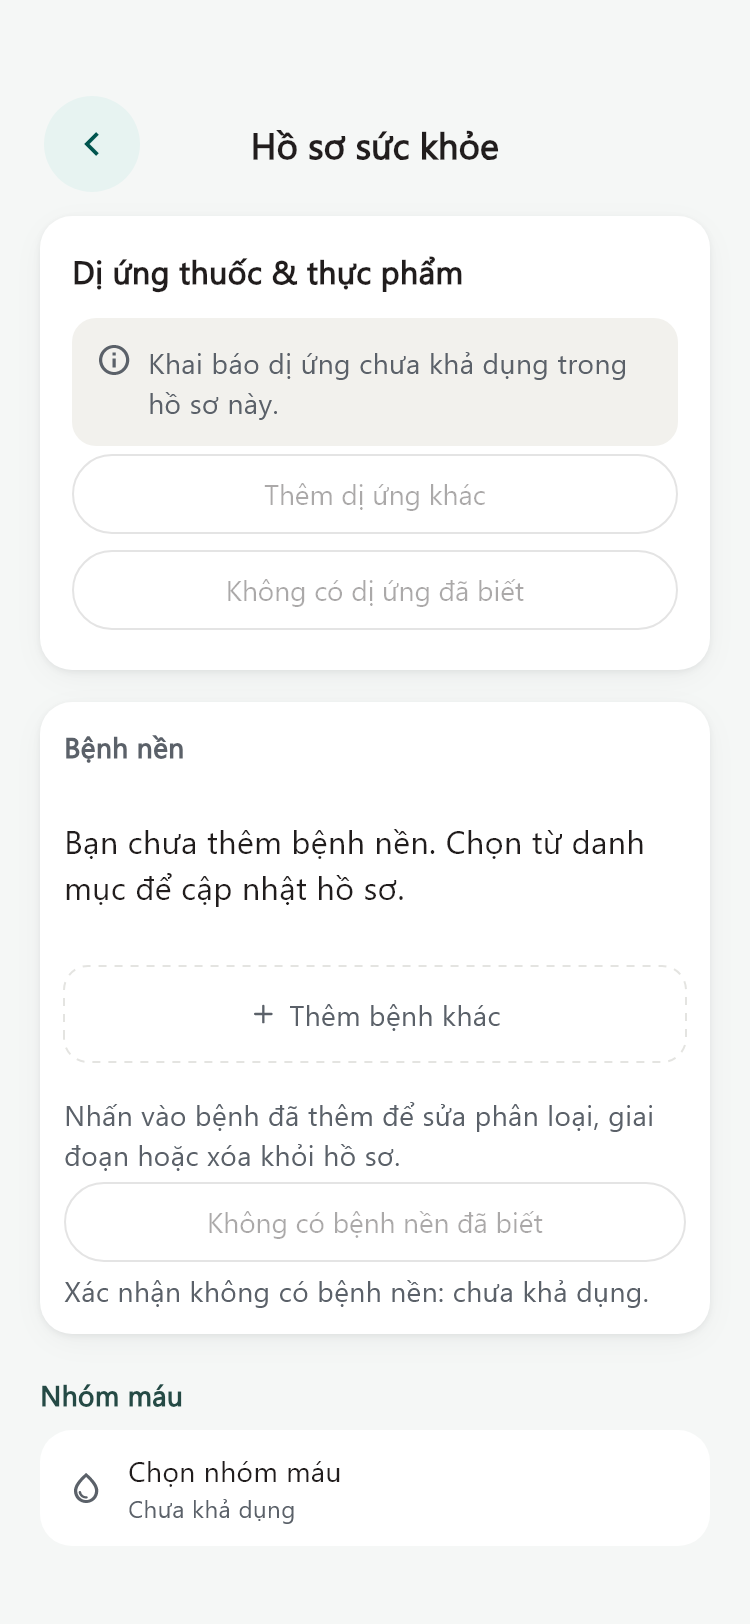 Hồ sơ sức khỏe
Dị ứng thuốc & thực phẩm
Khai báo dị ứng chưa khả dụng trong
hồ sơ này.
Thêm dị ứng khác
Không có dị ứng đã biết
Bệnh nền
Bạn chưa thêm bệnh nền. Chọn từ danh
mục để cập nhật hồ sơ.
+ Thêm bệnh khác
Nhấn vào bệnh đã thêm để sửa phân loại, giai
đoạn hoặc xóa khỏi hồ sơ.
Không có bệnh nền đã biết
Xác nhận không có bệnh nền: chưa khả dụng.
Nhóm máu
Chọn nhóm máu
Chưa khả dụng